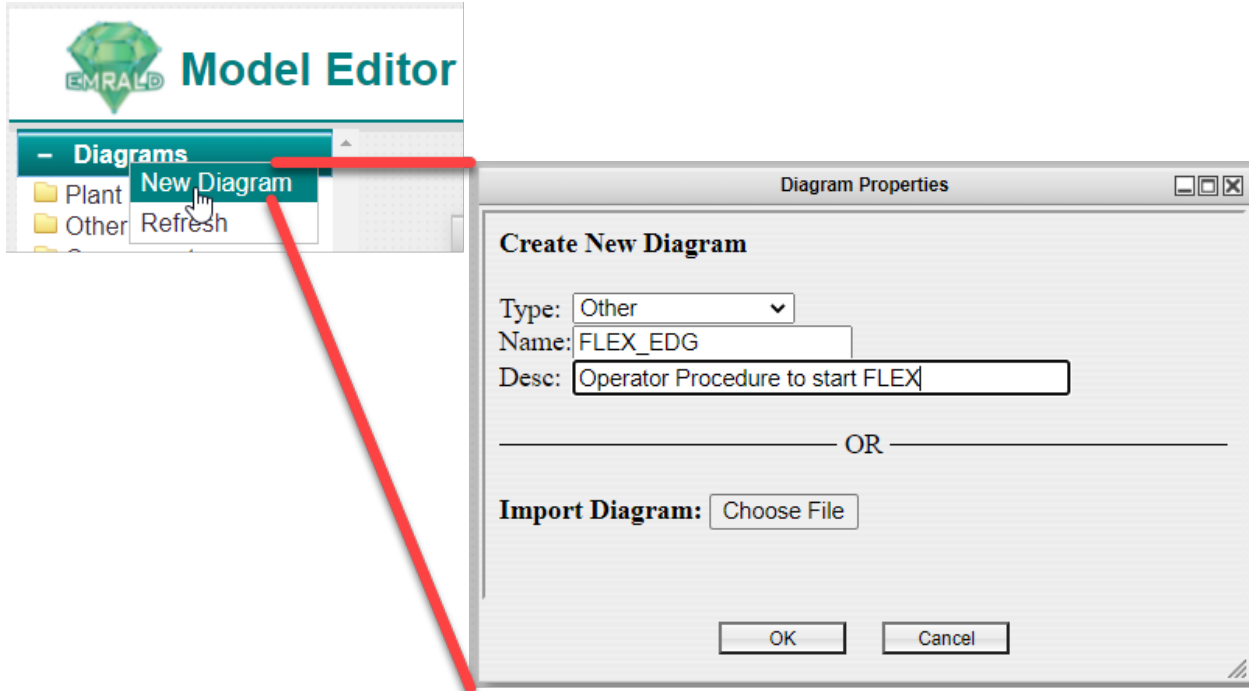 EMRALD
Model Editor
– Diagrams
New Diagram
Plant
Other
Refresh
Diagram Properties
Create New Diagram
Type: Other
Name: FLEX_EDG
Desc: Operator Procedure to start FLEX
OR
Import Diagram: Choose File
OK Cancel